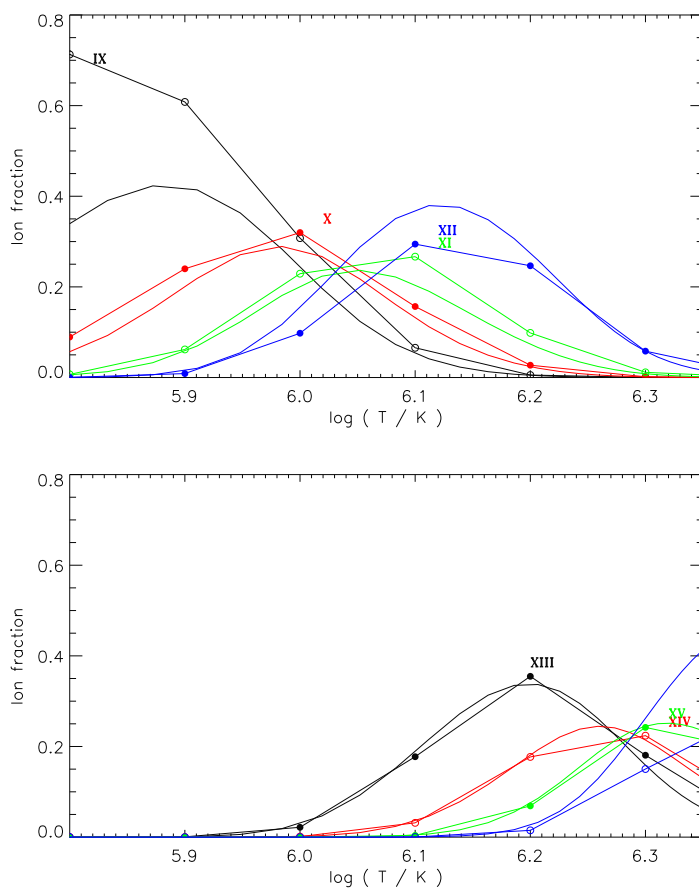 0.8
IX
0.6
Ion fraction
0.4
X
XII
XI
0.2
0.0
5.9 6.0 6.1 6.2 6.3
log ( T / K )
0.8
0.6
Ion fraction
0.4
XIII
XV
XIV
0.2
0.0
5.9 6.0 6.1 6.2 6.3
log ( T / K )